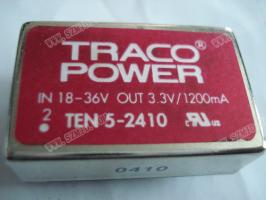 TRACO®
POWER
IN 18-36V OUT 3.3V/1200mA
2
TEN 5-2410
0410